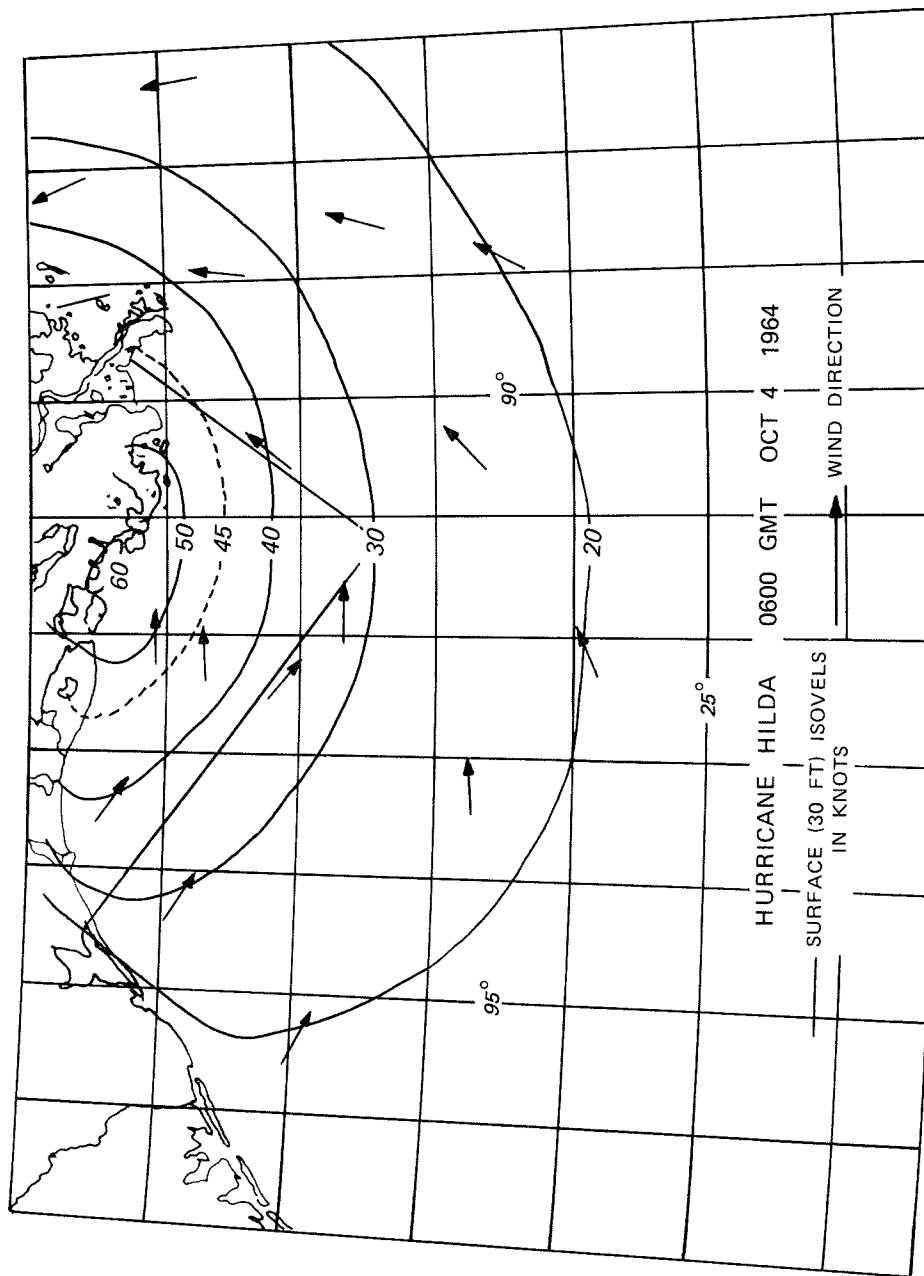 60
50
45
40
30
20
90°
95°
25°
HURRICANE HILDA 0600 GMT OCT 4 1964
SURFACE (30 FT) ISOVELS
IN KNOTS
WIND DIRECTION